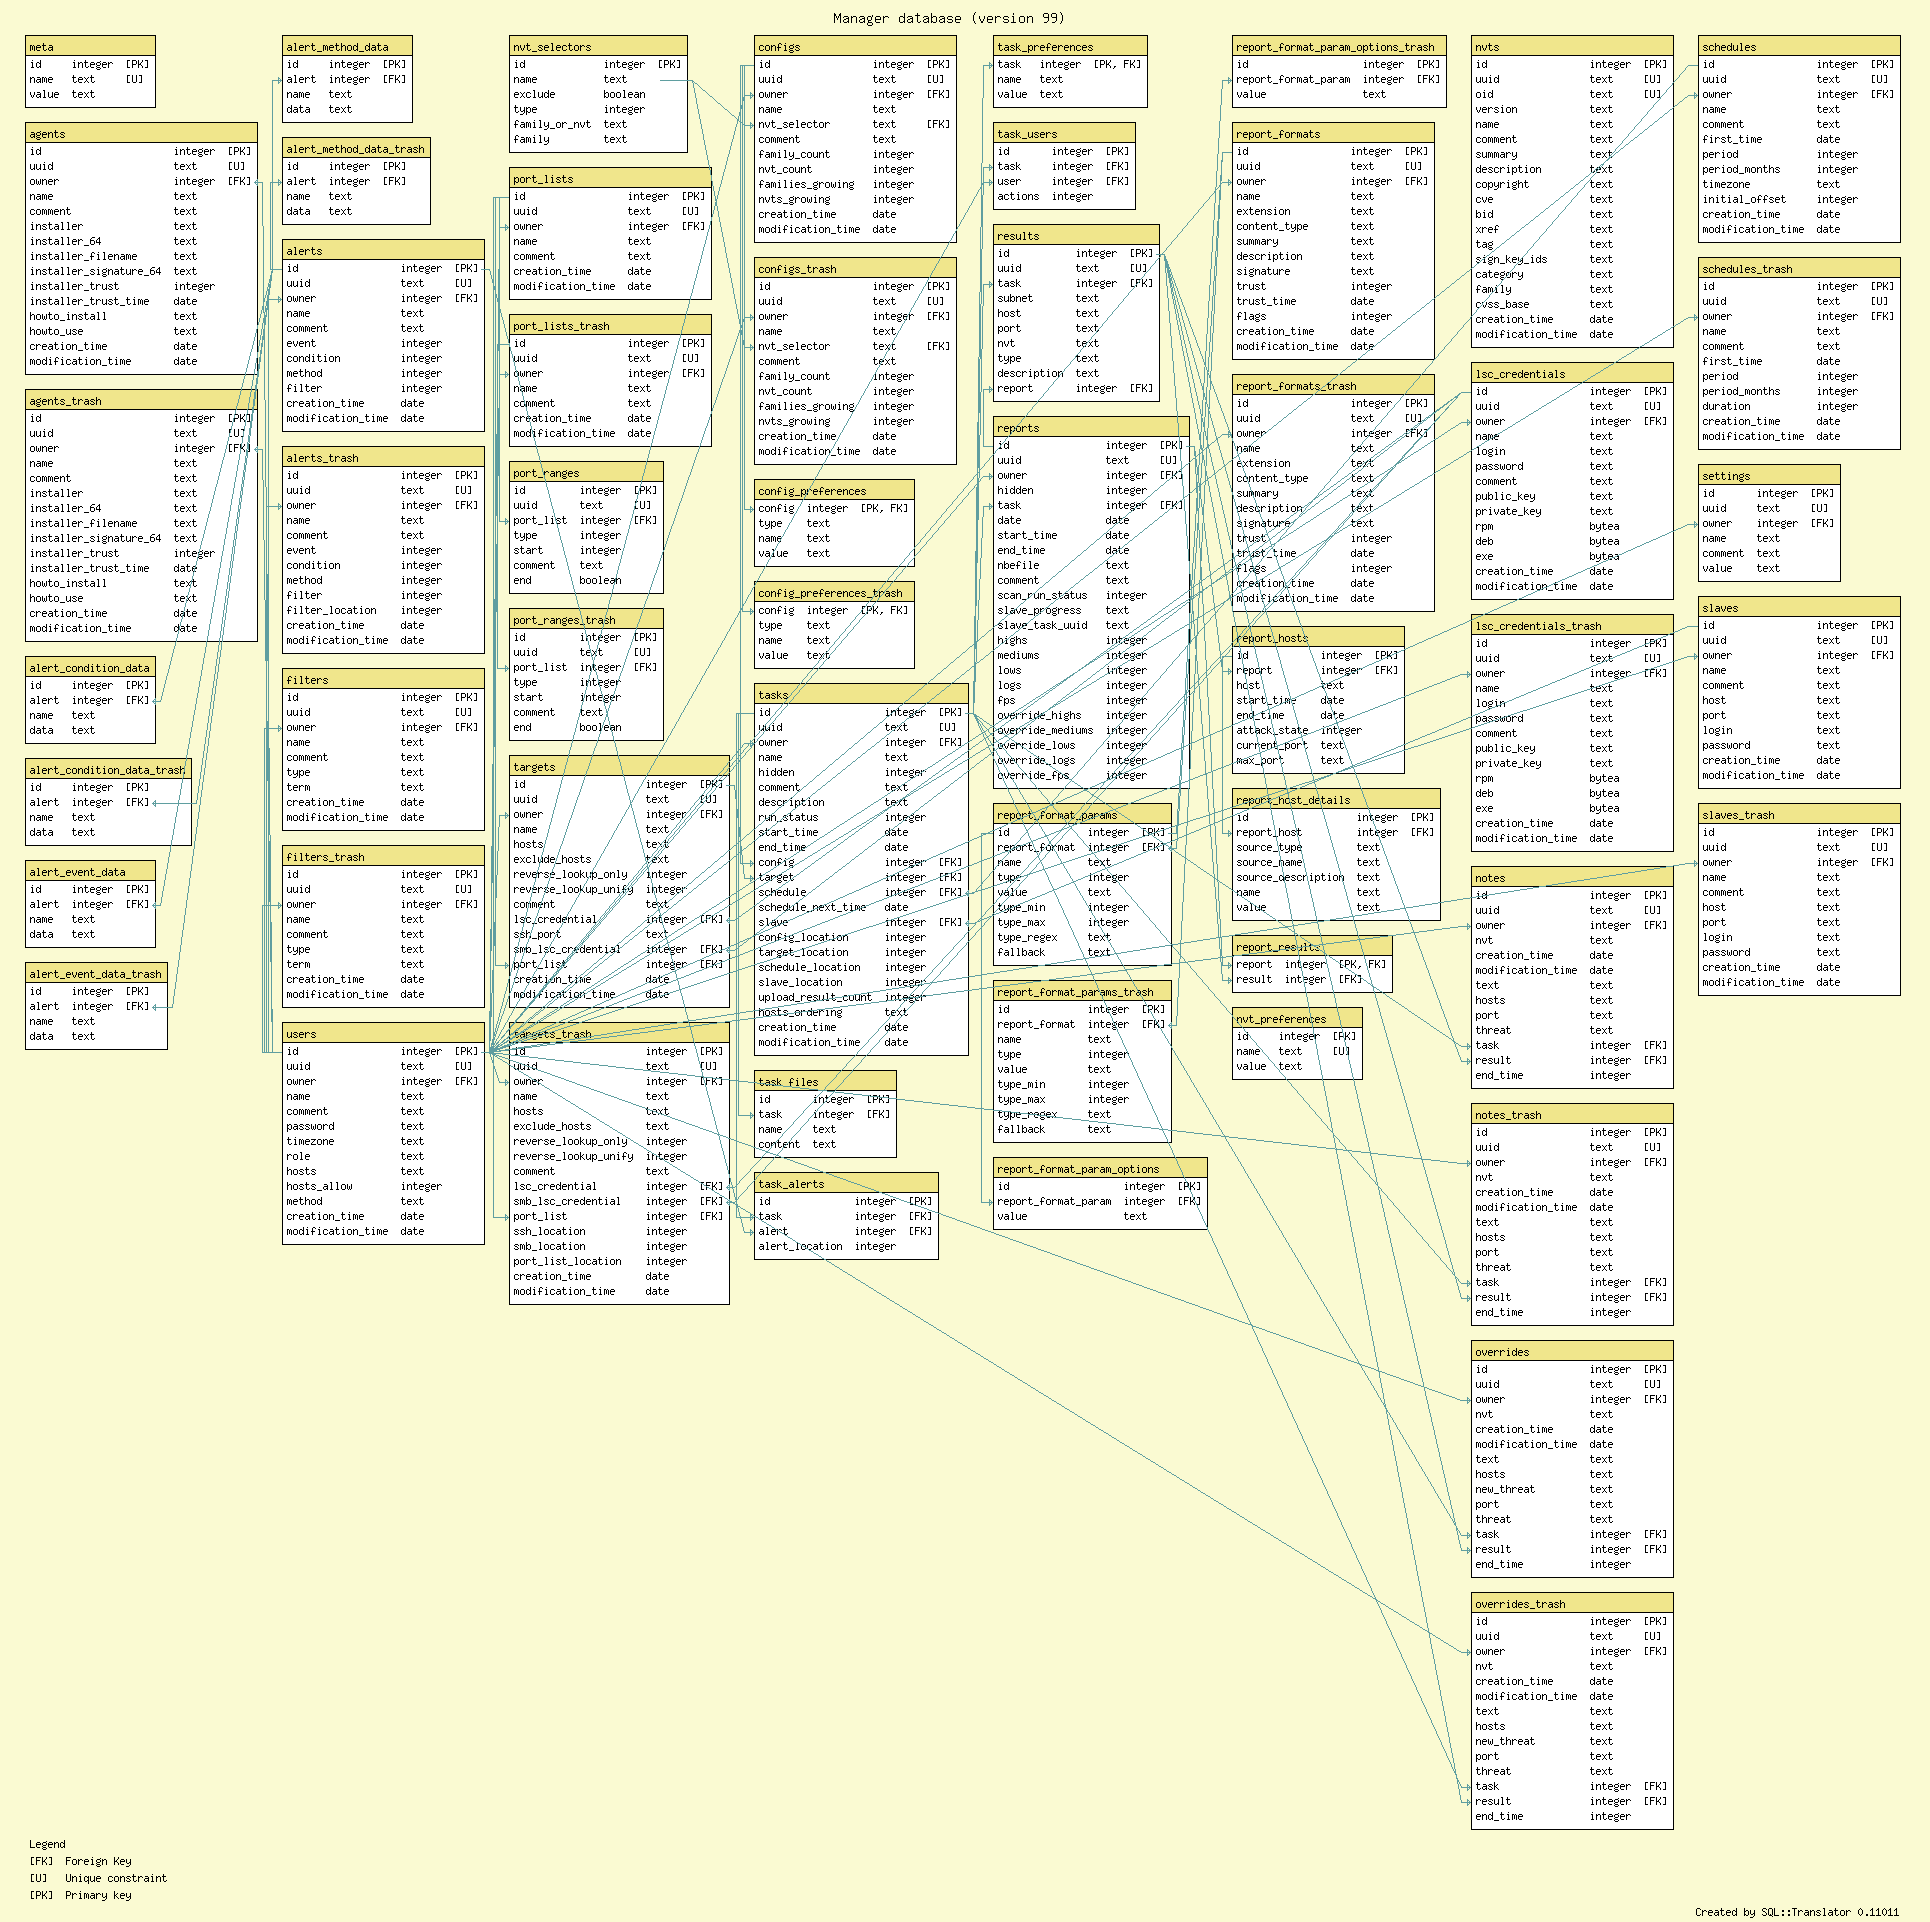 Manager database (version 99)
meta
id integer [PK]
name text [U]
value text
agents
id integer [PK]
uuid text [U]
owner integer [FK]
name text
comment text
installer text
installer_64 text
installer_filename text
installer_signature_64 text
installer_trust integer
installer_trust_time date
howto_install text
howto_use text
creation_time date
modification_time date
agents_trash
id integer [PK]
uuid text [U]
owner integer [FK]
name text
comment text
installer text
installer_64 text
installer_filename text
installer_signature_64 text
installer_trust integer
installer_trust_time date
howto_install text
howto_use text
creation_time date
modification_time date
alert_condition_data
id integer [PK]
alert integer [FK]
name text
data text
alert_condition_data_trash
id integer [PK]
alert integer [FK]
name text
data text
alert_event_data
id integer [PK]
alert integer [FK]
name text
data text
alert_event_data_trash
id integer [PK]
alert integer [FK]
name text
data text
alert_method_data
id integer [PK]
alert integer [FK]
name text
data text
alert_method_data_trash
id integer [PK]
alert integer [FK]
name text
data text
alerts
id integer [PK]
uuid text [U]
owner integer [FK]
name text
comment text
event integer
condition integer
method integer
filter integer
creation_time date
modification_time date
alerts_trash
id integer [PK]
uuid text [U]
owner integer [FK]
name text
comment text
event integer
condition integer
method integer
filter integer
filter_location integer
creation_time date
modification_time date
filters
id integer [PK]
uuid text [U]
owner integer [FK]
name text
comment text
type text
term text
creation_time date
modification_time date
filters_trash
id integer [PK]
uuid text [U]
owner integer [FK]
name text
comment text
type text
term text
creation_time date
modification_time date
users
id integer [PK]
uuid text [U]
owner integer [FK]
name text
comment text
password text
timezone text
role text
hosts text
hosts_allow integer
method text
creation_time date
modification_time date
nvt_selectors
id integer [PK]
name text
exclude boolean
type integer
family_or_nvt text
family text
port_lists
id integer [PK]
uuid text [U]
owner integer [FK]
name text
comment text
creation_time date
modification_time date
port_lists_trash
id integer [PK]
uuid text [U]
owner integer [FK]
name text
comment text
creation_time date
modification_time date
port_ranges
id integer [PK]
uuid text [U]
port_list integer [FK]
type integer
start integer
comment text
end boolean
port_ranges_trash
id integer [PK]
uuid text [U]
port_list integer [FK]
type integer
start integer
comment text
end boolean
targets
id integer [PK]
uuid text [U]
owner integer [FK]
name text
hosts text
exclude_hosts text
reverse_lookup_only integer
reverse_lookup_unify integer
comment text
lsc_credential integer [FK]
ssh_port text
smb_lsc_credential integer [FK]
port_list integer [FK]
creation_time date
modification_time date
targets_trash
id integer [PK]
uuid text [U]
owner integer [FK]
name text
hosts text
exclude_hosts text
reverse_lookup_only integer
reverse_lookup_unify integer
comment text
lsc_credential integer [FK]
smb_lsc_credential integer [FK]
port_list integer [FK]
ssh_location integer
smb_location integer
port_list_location integer
creation_time date
modification_time date
configs
id integer [PK]
uuid text [U]
owner integer [FK]
name text
nvt_selector text [FK]
comment text
family_count integer
nvt_count integer
families_growing integer
nvts_growing integer
creation_time date
modification_time date
configs_trash
id integer [PK]
uuid text [U]
owner integer [FK]
name text
nvt_selector text [FK]
comment text
family_count integer
nvt_count integer
families_growing integer
nvts_growing integer
creation_time date
modification_time date
config_preferences
config integer [PK, FK]
type text
name text
value text
config_preferences_trash
config integer [PK, FK]
type text
name text
value text
tasks
id integer [PK]
uuid text [U]
owner integer [FK]
name text
hidden integer
comment text
description text
run_status integer
start_time date
end_time date
config integer [FK]
target integer [FK]
schedule integer [FK]
schedule_next_time date
slave integer [FK]
config_location integer
target_location integer
schedule_location integer
slave_location integer
upload_result_count integer
hosts_ordering text
creation_time date
modification_time date
task_files
id integer [PK]
task integer [FK]
name text
content text
task_alerts
id integer [PK]
task integer [FK]
alert integer [FK]
alert_location integer
task_preferences
task integer [PK, FK]
name text
value text
task_users
id integer [PK]
task integer [FK]
user integer [FK]
actions integer
results
id integer [PK]
uuid text [U]
task integer [FK]
subnet text
host text
port text
nvt text
type text
description text
report integer [FK]
reports
id integer [PK]
uuid text [U]
owner integer [FK]
hidden integer
task integer [FK]
date date
start_time date
end_time date
nbefile text
comment text
scan_run_status integer
slave_progress text
slave_task_uuid text
highs integer
mediums integer
lows integer
logs integer
fps integer
override_highs integer
override_mediums integer
override_lows integer
override_logs integer
override_fps integer
report_format_params
id integer [PK]
report_format integer [FK]
name text
type integer
value text
type_min integer
type_max integer
type_regex text
fallback text
report_format_params_trash
id integer [PK]
report_format integer [FK]
name text
type integer
value text
type_min integer
type_max integer
type_regex text
fallback text
report_format_param_options
id integer [PK]
report_format_param integer [FK]
value text
report_format_param_options_trash
id integer [PK]
report_format_param integer [FK]
value text
report_formats
id integer [PK]
uuid text [U]
owner integer [FK]
name text
extension text
content_type text
summary text
description text
signature text
trust integer
trust_time date
flags integer
creation_time date
modification_time date
report_formats_trash
id integer [PK]
uuid text [U]
owner integer [FK]
name text
extension text
content_type text
summary text
description text
signature text
trust integer
trust_time date
flags integer
creation_time date
modification_time date
report_hosts
id integer [PK]
report integer [FK]
host text
start_time date
end_time date
attack_state integer
current_port text
max_port text
report_host_details
id integer [PK]
report_host integer [FK]
source_type text
source_name text
source_description text
name text
value text
report_results
report integer [PK, FK]
result integer [FK]
nvt_preferences
id integer [PK]
name text [U]
value text
nvts
id integer [PK]
uuid text [U]
oid text [U]
version text
name text
comment text
summary text
description text
copyright text
cve text
bid text
xref text
tag text
sign_key_ids text
category text
family text
cvss_base text
creation_time date
modification_time date
lsc_credentials
id integer [PK]
uuid text [U]
owner integer [FK]
name text
login text
password text
comment text
public_key text
private_key text
rpm bytea
deb bytea
exe bytea
creation_time date
modification_time date
lsc_credentials_trash
id integer [PK]
uuid text [U]
owner integer [FK]
name text
login text
password text
comment text
public_key text
private_key text
rpm bytea
deb bytea
exe bytea
creation_time date
modification_time date
notes
id integer [PK]
uuid text [U]
owner integer [FK]
nvt text
creation_time date
modification_time date
text text
hosts text
port text
threat text
task integer [FK]
result integer [FK]
end_time integer
notes_trash
id integer [PK]
uuid text [U]
owner integer [FK]
nvt text
creation_time date
modification_time date
text text
hosts text
port text
threat text
task integer [FK]
result integer [FK]
end_time integer
overrides
id integer [PK]
uuid text [U]
owner integer [FK]
nvt text
creation_time date
modification_time date
text text
hosts text
new_threat text
port text
threat text
task integer [FK]
result integer [FK]
end_time integer
overrides_trash
id integer [PK]
uuid text [U]
owner integer [FK]
nvt text
creation_time date
modification_time date
text text
hosts text
new_threat text
port text
threat text
task integer [FK]
result integer [FK]
end_time integer
schedules
id integer [PK]
uuid text [U]
owner integer [FK]
name text
comment text
first_time date
period integer
period_months integer
timezone text
initial_offset integer
creation_time date
modification_time date
schedules_trash
id integer [PK]
uuid text [U]
owner integer [FK]
name text
comment text
first_time date
period integer
period_months integer
duration integer
creation_time date
modification_time date
settings
id integer [PK]
uuid text [U]
owner integer [FK]
name text
comment text
value text
slaves
id integer [PK]
uuid text [U]
owner integer [FK]
name text
comment text
host text
port text
login text
password text
creation_time date
modification_time date
slaves_trash
id integer [PK]
uuid text [U]
owner integer [FK]
name text
comment text
host text
port text
login text
password text
creation_time date
modification_time date
Legend
[FK] Foreign Key
[U] Unique constraint
[PK] Primary key
Created by SQL::Translator 0.11011